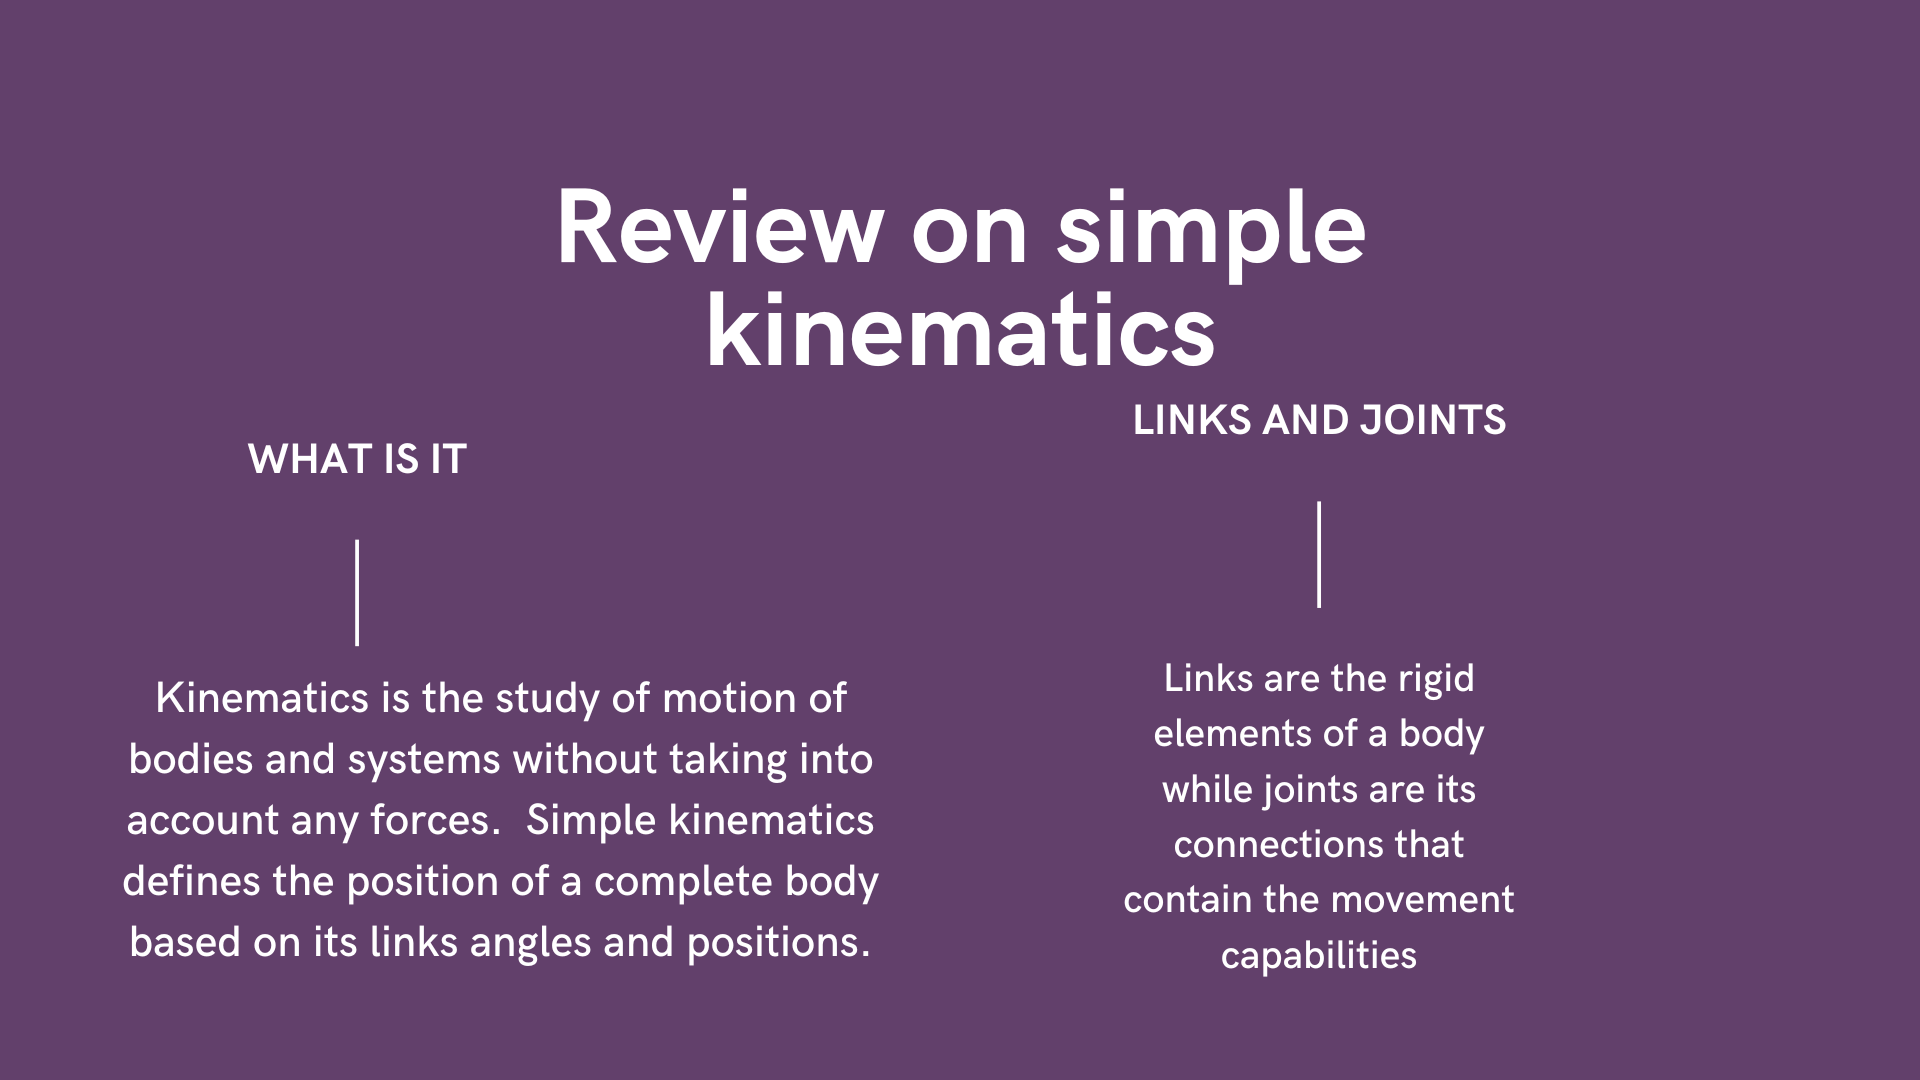 Review on simple
kinematics
WHAT IS IT
Kinematics is the study of motion of
bodies and systems without taking into
account any forces.  Simple kinematics
defines the position of a complete body
based on its links angles and positions.
LINKS AND JOINTS
Links are the rigid
elements of a body
while joints are its
connections that
contain the movement
capabilities